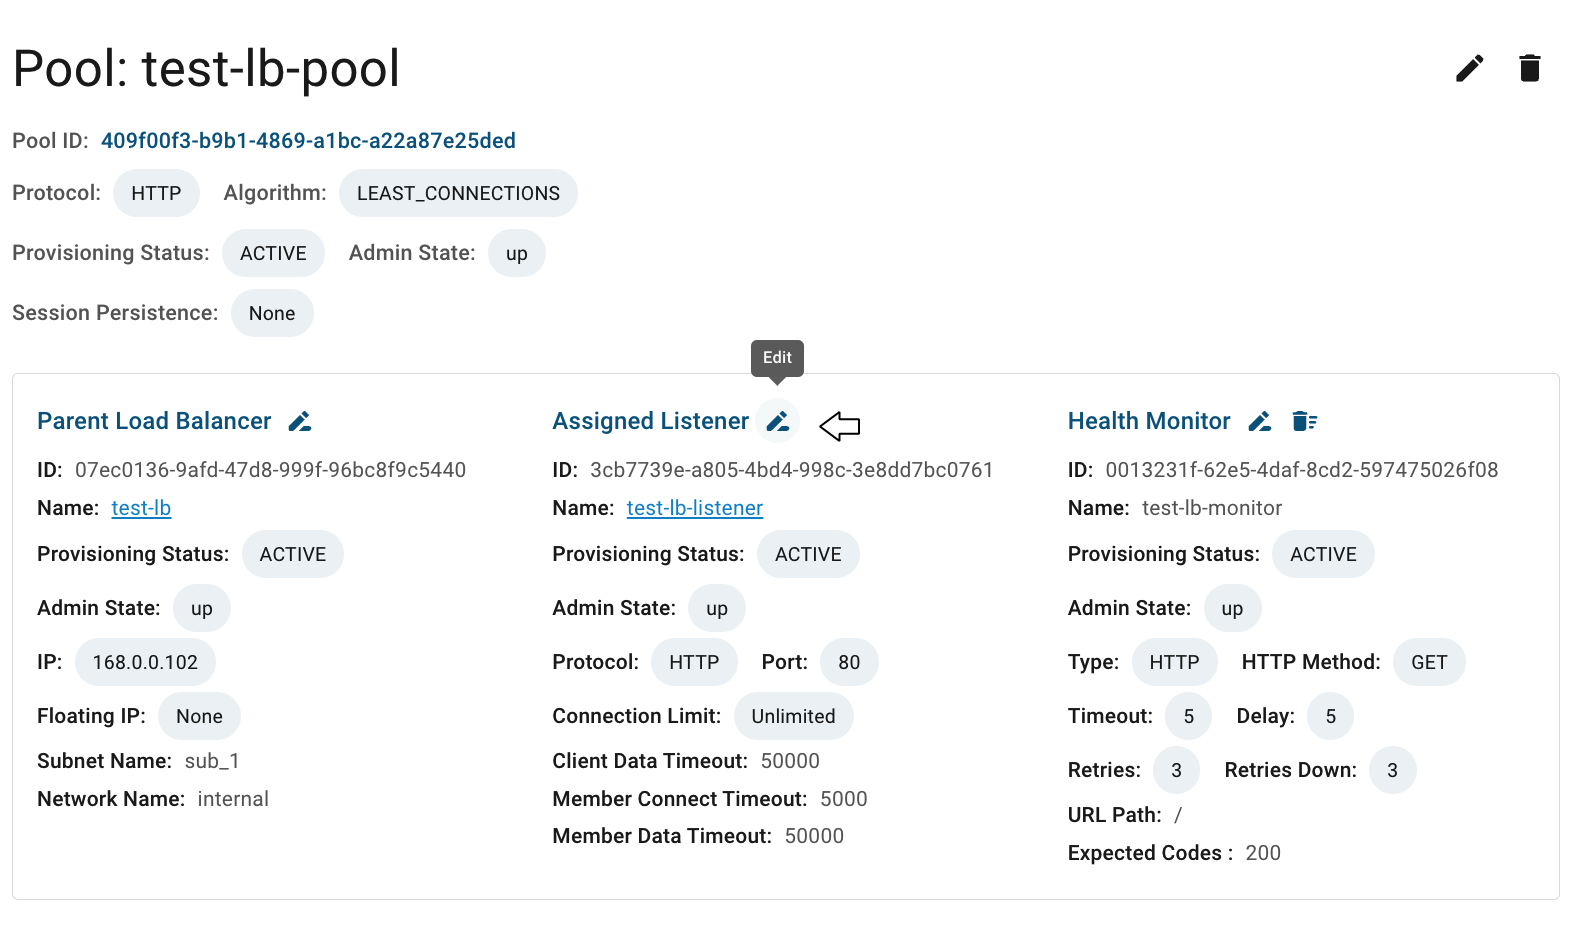 Pool: test-lb-pool
Pool ID: 409f00f3-b9b1-4869-a1bc-a22a87e25ded
Protocol: HTTP Algorithm: LEAST_CONNECTIONS
Provisioning Status: ACTIVE Admin State: up
Session Persistence: None
Edit
Parent Load Balancer
ID: 07ec0136-9afd-47d8-999f-96bc8f9c5440
Name: test-lb
Provisioning Status: ACTIVE
Admin State: up
IP: 168.0.0.102
Floating IP: None
Subnet Name: sub_1
Network Name: internal
Assigned Listener
ID: 3cb7739e-a805-4bd4-998c-3e8dd7bc0761
Name: test-lb-listener
Provisioning Status: ACTIVE
Admin State: up
Protocol: HTTP Port: 80
Connection Limit: Unlimited
Client Data Timeout: 50000
Member Connect Timeout: 5000
Member Data Timeout: 50000
Health Monitor
ID: 0013231f-62e5-4daf-8cd2-597475026f08
Name: test-lb-monitor
Provisioning Status: ACTIVE
Admin State: up
Type: HTTP HTTP Method: GET
Timeout: 5 Delay: 5
Retries: 3 Retries Down: 3
URL Path: /
Expected Codes : 200